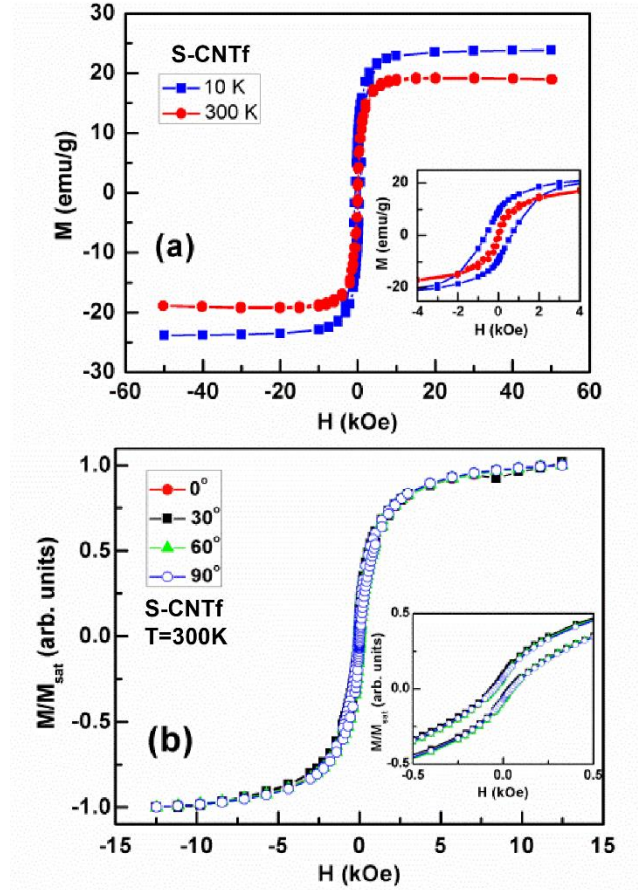 30
20
10
0
-10
-20
-30
M (emu/g)
S-CNTf
10 K
300 K
(a)
20
0
-20
M (emu/g)
-4 -2 0 2 4
H (kOe)
-60 -40 -20 0 20 40 60
H (kOe)
1.0
0.5
0.0
-0.5
-1.0
M/Msat (arb. units)
0°
30°
60°
90°
S-CNTf
T=300K
(b)
0.5
0.0
-0.5
M/Msat (arb. units)
-0.5 0.0 0.5
H (kOe)
-15 -10 -5 0 5 10 15
H (kOe)